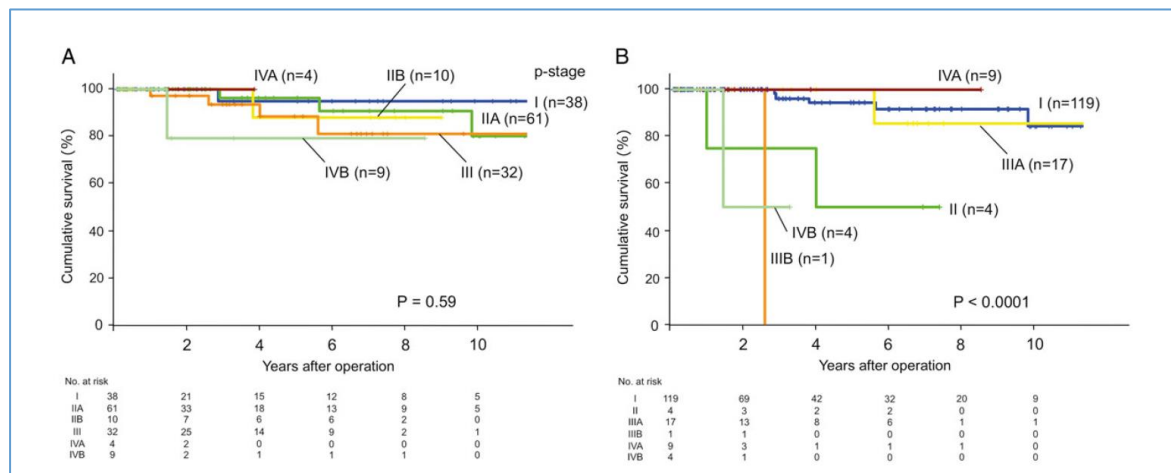 A
IVA (n=4)
IIB (n=10)
p-stage
I (n=38)
IIA (n=61)
IVB (n=9)
III (n=32)
Cumulative survival (%)
100
80
60
40
20
0
P = 0.59
2 4 6 8 10
Years after operation
No. at risk
I 38 21 15 12 8 5
IIA 61 33 18 13 9 5
IIB 10 7 6 6 2 0
III 32 25 14 9 2 1
IVA 4 2 0 0 0 0
IVB 9 2 1 1 1 0
B
IVA (n=9)
I (n=119)
IIIA (n=17)
II (n=4)
IVB (n=4)
IIIB (n=1)
Cumulative survival (%)
100
80
60
40
20
0
P < 0.0001
2 4 6 8 10
Years after operation
No. at risk
I 119 69 42 32 20 9
II 4 3 2 2 0 0
IIIA 17 13 8 6 1 1
IIIB 1 1 0 0 0 0
IVA 9 3 1 1 1 0
IVB 4 1 0 0 0 0